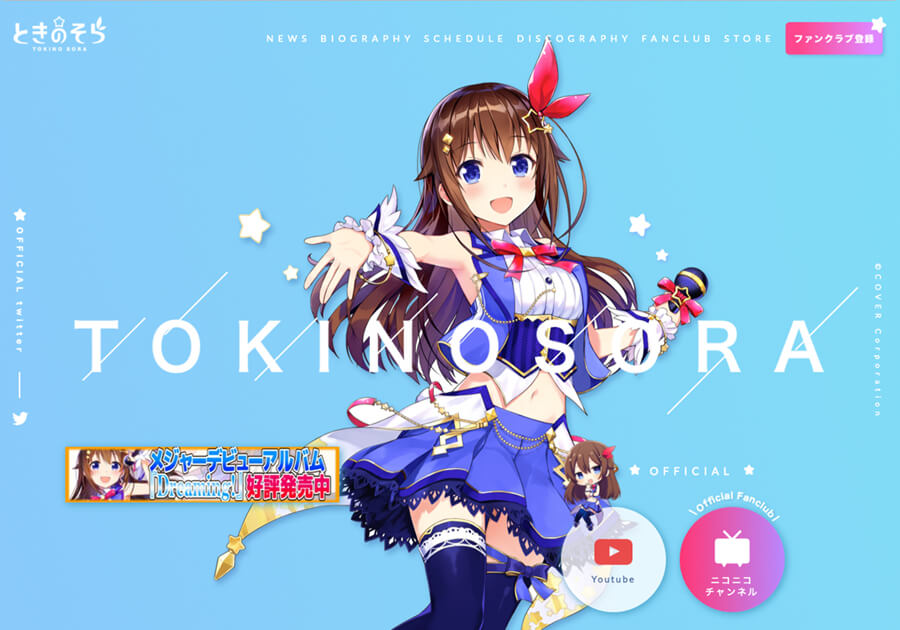 ときのそら
TOKINO SORA
NEWS BIOGRAPHY SCHEDULE DISCOGRAPHY FANCLUB STORE
ファンクラブ登録
OFFICIAL twitter
©COVER Corporation
TOKINOSORA
メジャーデビューアルバム
「Dreaming!」好評発売中
OFFICIAL
Youtube
\Official Fanclub/
ニコニコ
チャンネル